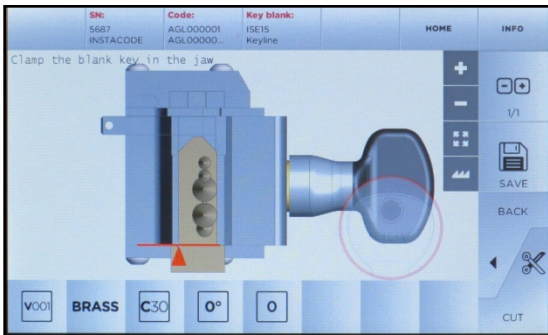 SN: Code: Key blank:
5687 AGL000001 ISE15 HOME INFO
INSTACODE AGL00000... Keyline
Clamp the blank key in the jaw
1/1
SAVE
BACK
V001 BRASS C30 0° 0
CUT